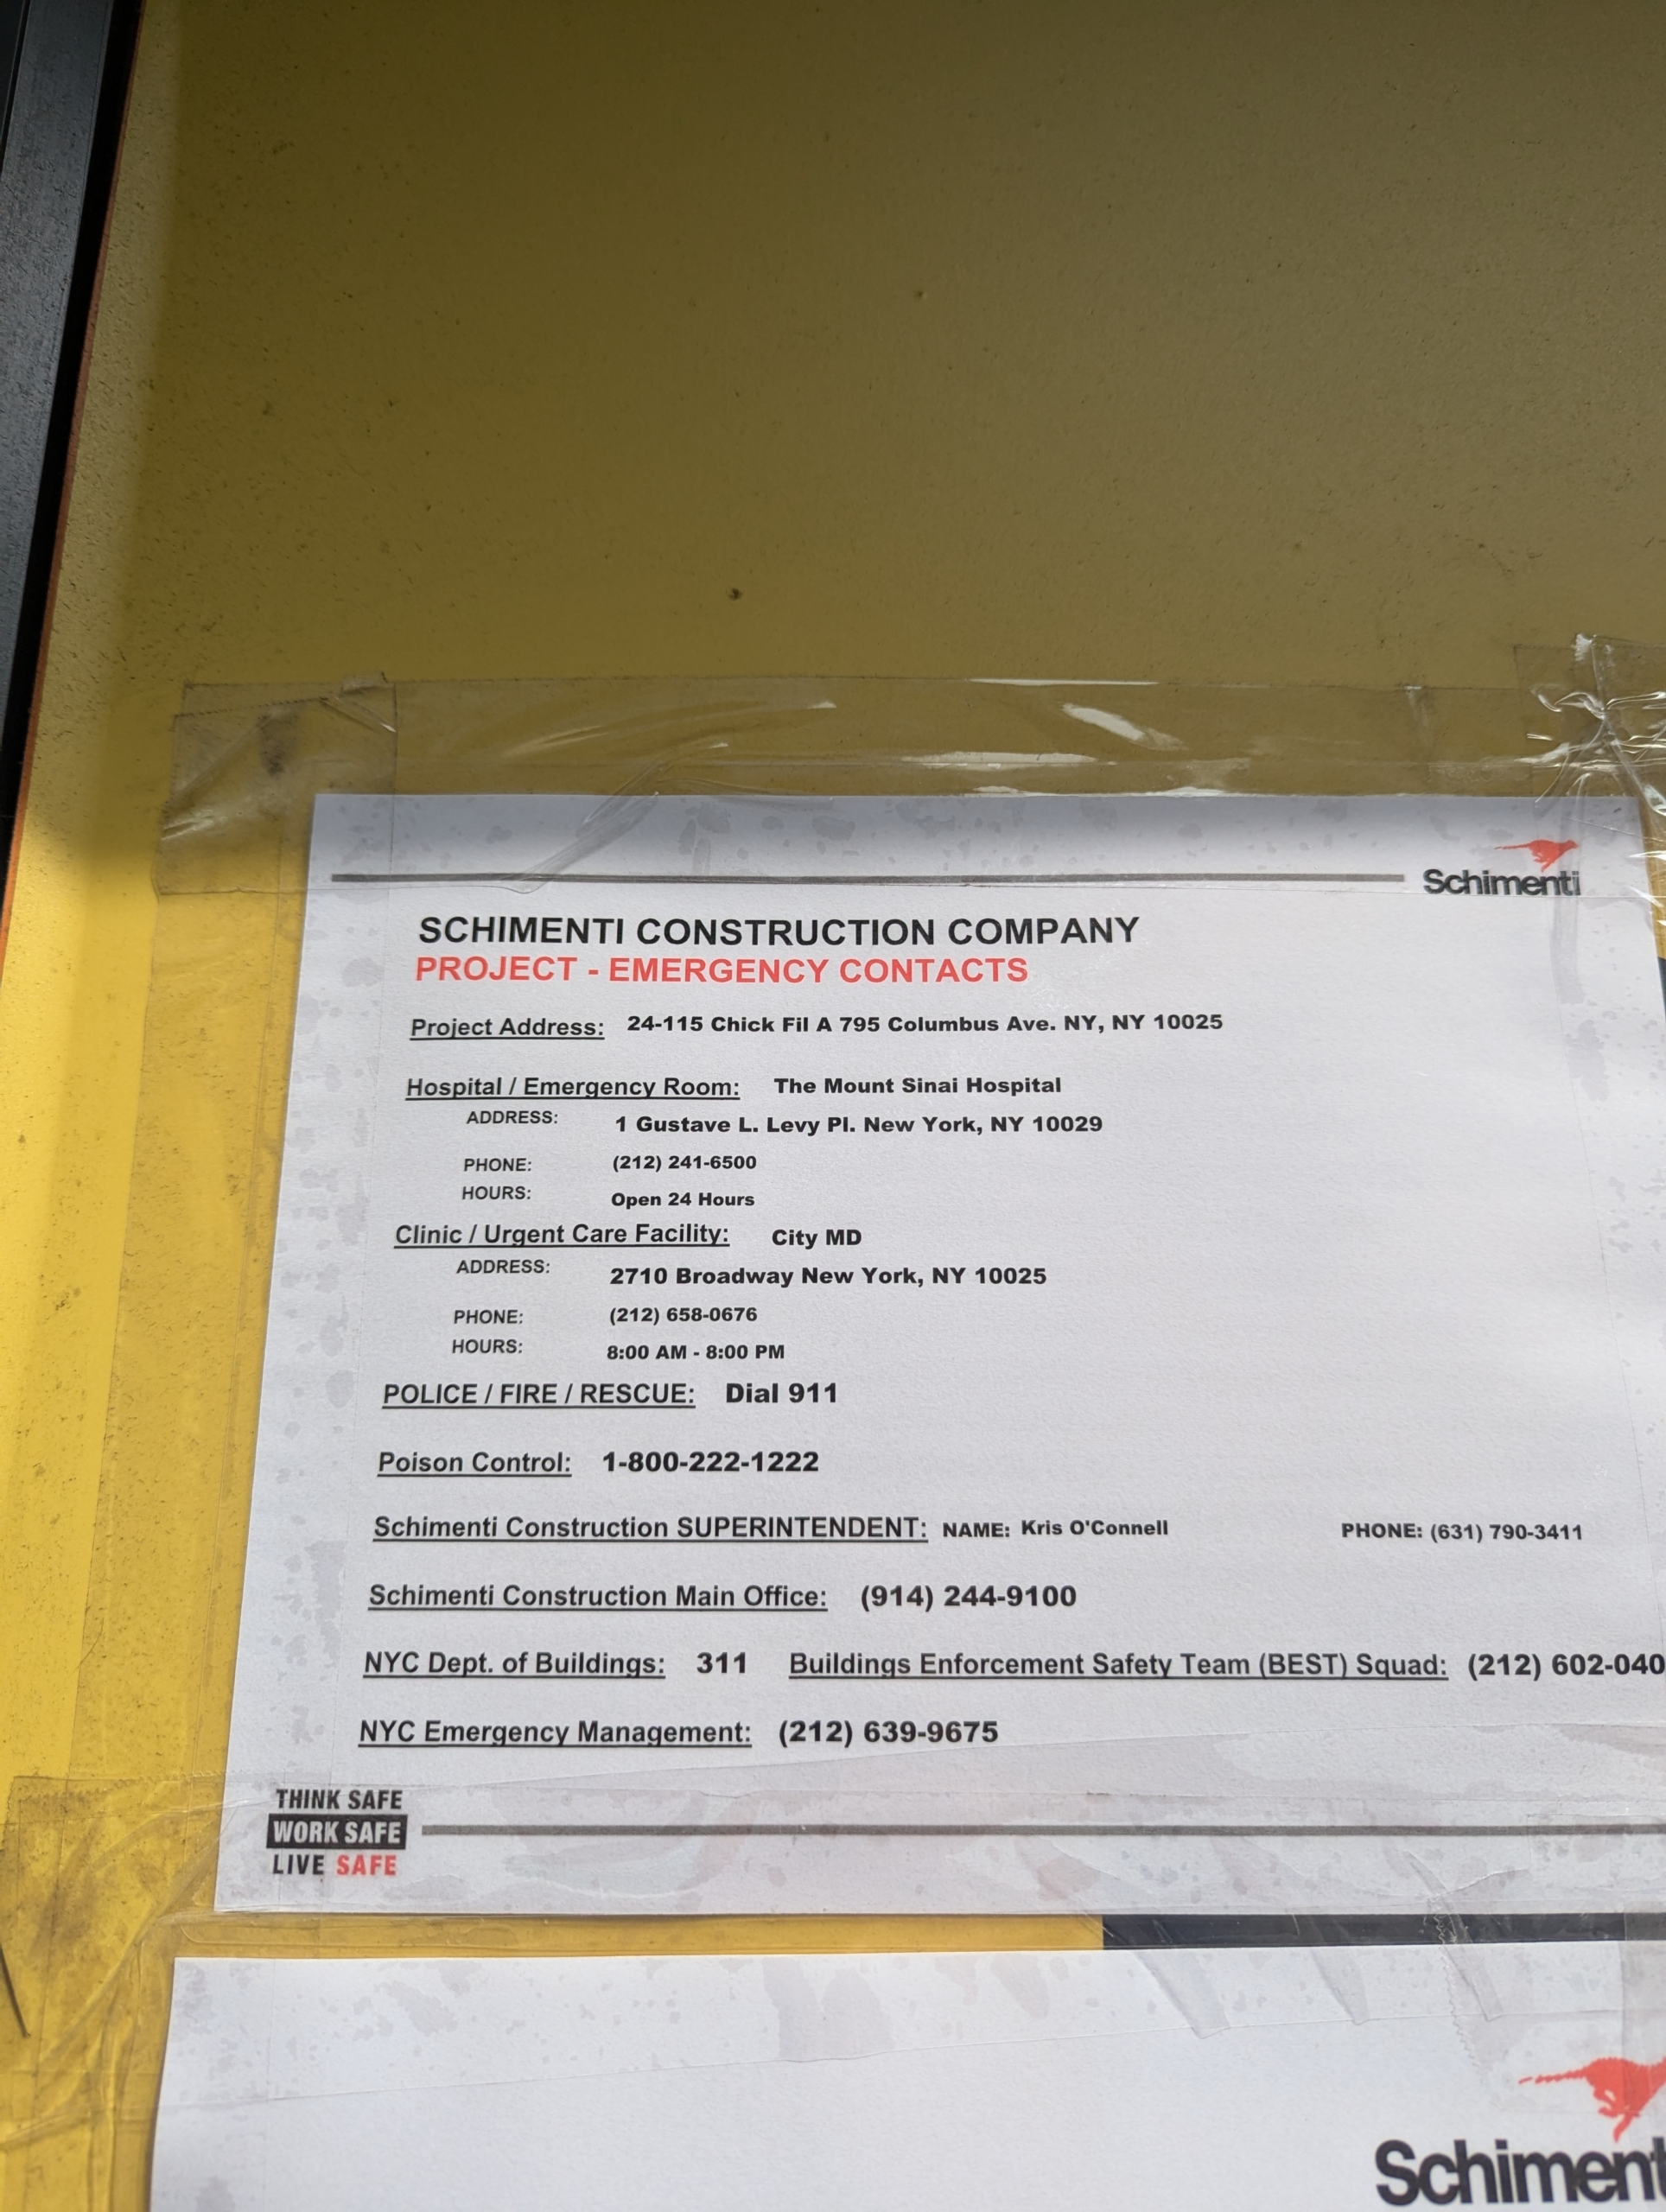 Schimenti
SCHIMENTI CONSTRUCTION COMPANY
PROJECT - EMERGENCY CONTACTS
Project Address: 24-115 Chick Fil A 795 Columbus Ave. NY, NY 10025
Hospital / Emergency Room: The Mount Sinai Hospital
ADDRESS: 1 Gustave L. Levy Pl. New York, NY 10029
PHONE: (212) 241-6500
HOURS: Open 24 Hours
Clinic / Urgent Care Facility: City MD
ADDRESS: 2710 Broadway New York, NY 10025
PHONE: (212) 658-0676
HOURS: 8:00 AM - 8:00 PM
POLICE / FIRE / RESCUE: Dial 911
Poison Control: 1-800-222-1222
Schimenti Construction SUPERINTENDENT: NAME: Kris O'Connell PHONE: (631) 790-3411
Schimenti Construction Main Office: (914) 244-9100
NYC Dept. of Buildings: 311 Buildings Enforcement Safety Team (BEST) Squad: (212) 602-040
NYC Emergency Management: (212) 639-9675
THINK SAFE
WORK SAFE
LIVE SAFE
Schiment